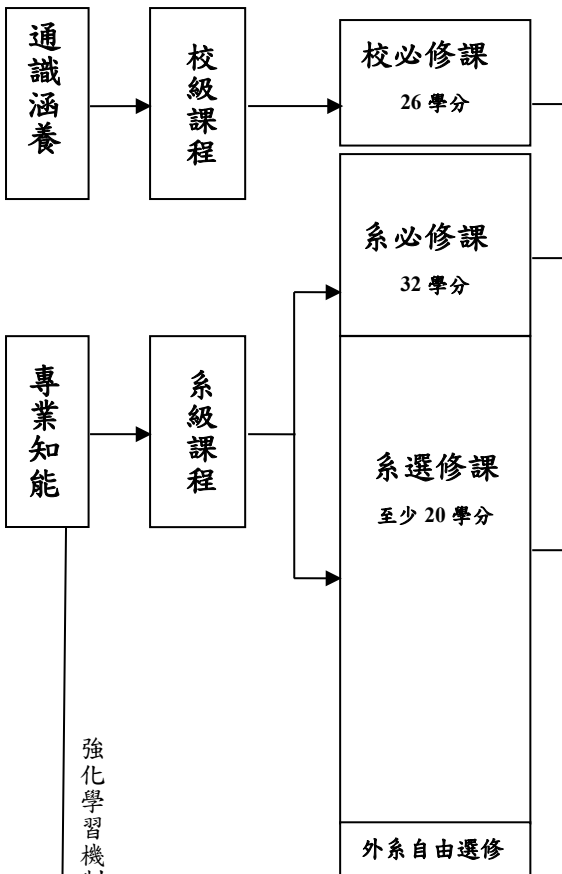 通識涵養
校級課程
校必修課
26 學分
系必修課
32 學分
專業知能
系級課程
系選修課
至少 20 學分
強化學習機制
外系自由選修